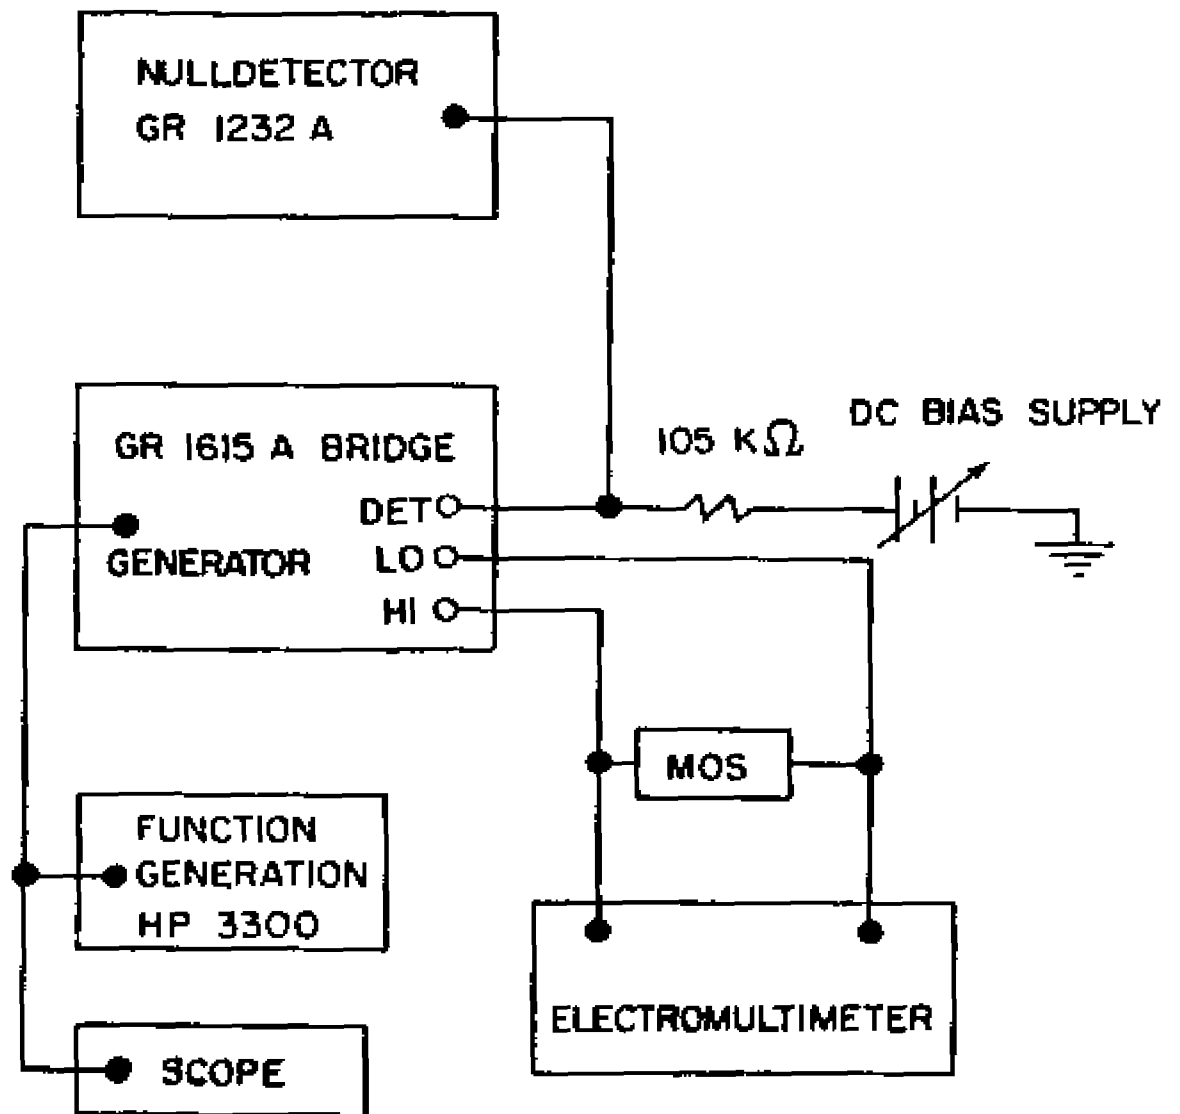 NULLDETECTOR
GR 1232 A
GR 1615 A BRIDGE
DET
GENERATOR
LO
HI
105 KΩ
DC BIAS SUPPLY
MOS
FUNCTION
GENERATION
HP 3300
ELECTROMULTIMETER
SCOPE